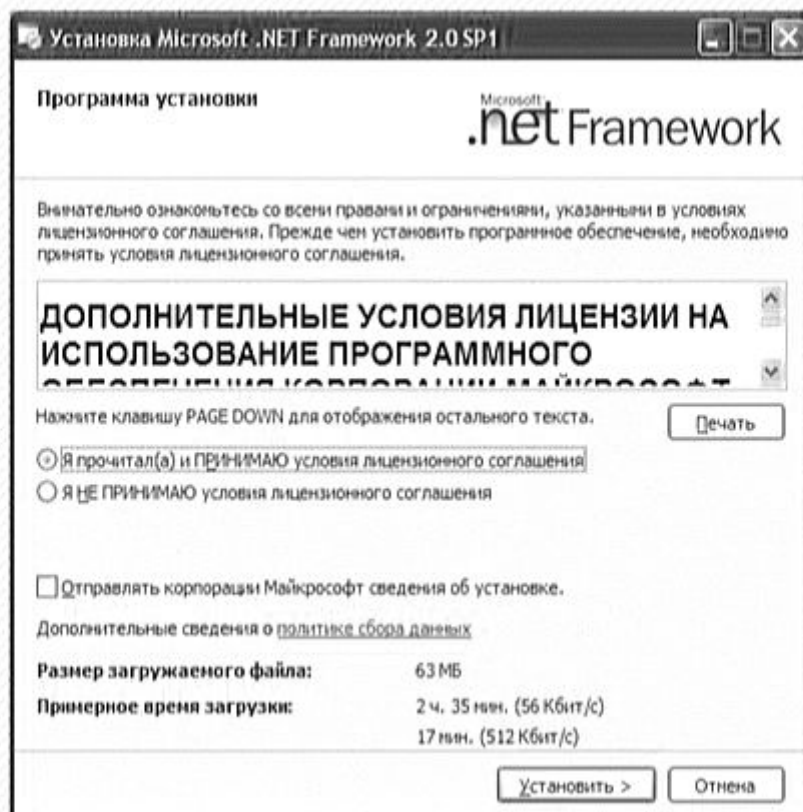 Установка Microsoft .NET Framework 2.0 SP1
Программа установки
Microsoft
.net Framework
Внимательно ознакомьтесь со всеми правами и ограничениями, указанными в условиях
лицензионного соглашения. Прежде чем установить программное обеспечение, необходимо
принять условия лицензионного соглашения.
ДОПОЛНИТЕЛЬНЫЕ УСЛОВИЯ ЛИЦЕНЗИИ НА
ИСПОЛЬЗОВАНИЕ ПРОГРАММНОГО
ОБЕСПЕЧЕНИЯ КОРПОРАЦИИ МАЙКРОСОФТ
Нажмите клавишу PAGE DOWN для отображения остального текста.
Печать
Я прочитал(а) и ПРИНИМАЮ условия лицензионного соглашения
Я НЕ ПРИНИМАЮ условия лицензионного соглашения
Отправлять корпорации Майкрософт сведения об установке.
Дополнительные сведения о политике сбора данных
Размер загружаемого файла: 63 МБ
Примерное время загрузки: 2 ч. 35 мин. (56 Кбит/с)
17 мин. (512 Кбит/с)
Установить > Отмена